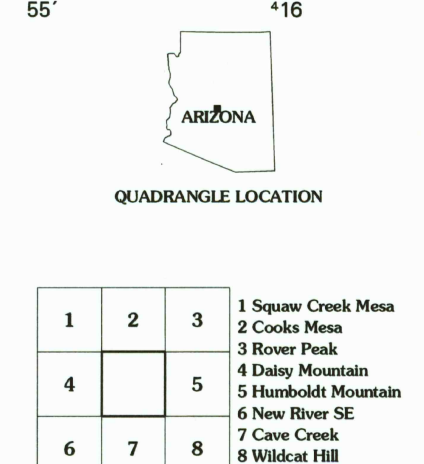 55′ ⁴16
ARIZONA
QUADRANGLE LOCATION
1 2 3
4 5
6 7 8
1 Squaw Creek Mesa
2 Cooks Mesa
3 Rover Peak
4 Daisy Mountain
5 Humboldt Mountain
6 New River SE
7 Cave Creek
8 Wildcat Hill